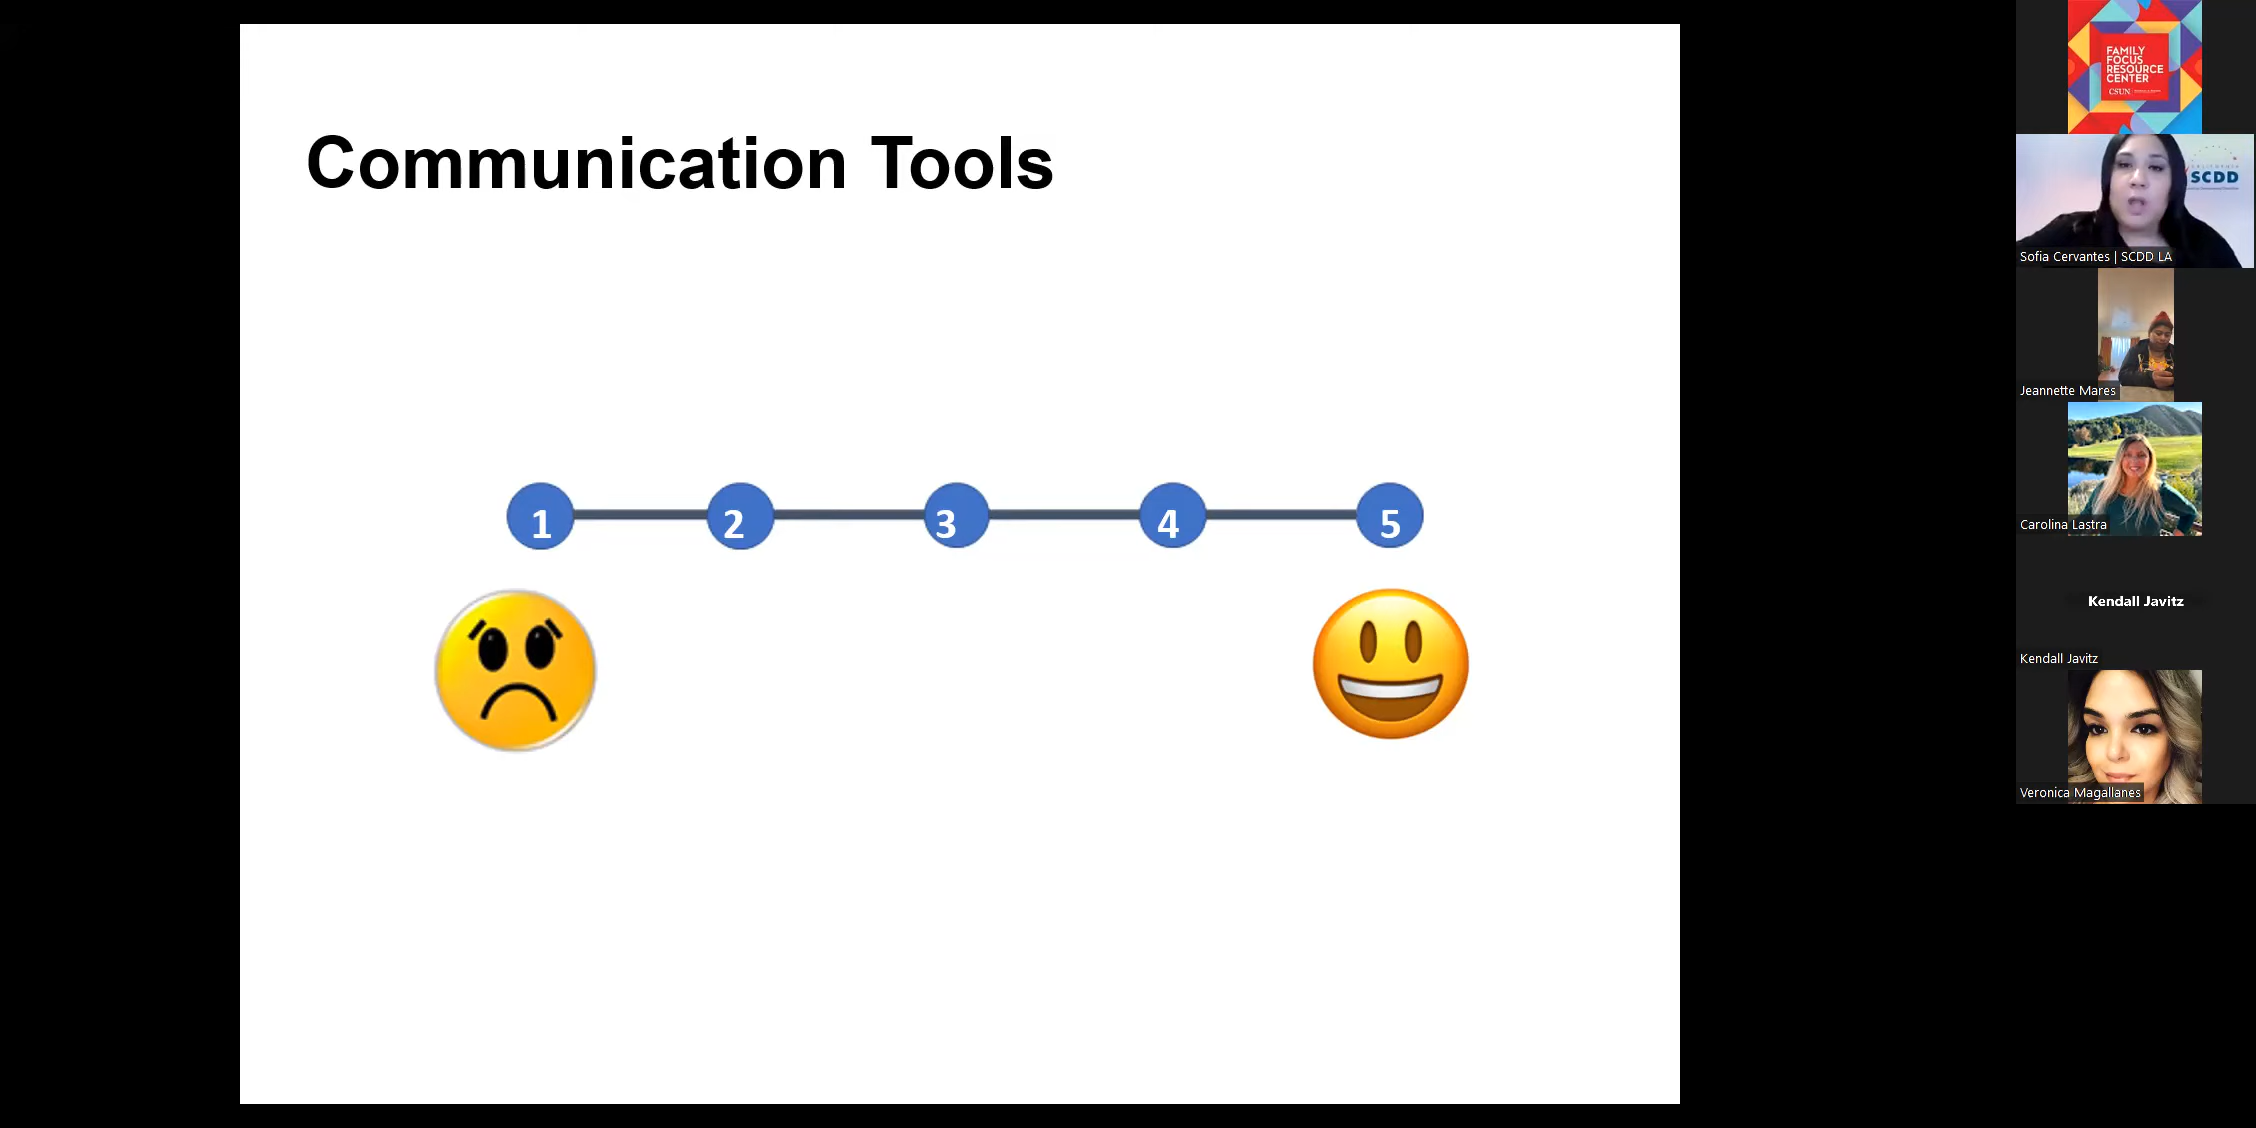 Communication Tools
1 2 3 4 5
FAMILY
FOCUS
RESOURCE
CENTER
CSUN
CALIFORNIA
SCDD
Sofia Cervantes | SCDD LA
Jeannette Mares
Carolina Lastra
Kendall Javitz
Kendall Javitz
Veronica Magallanes